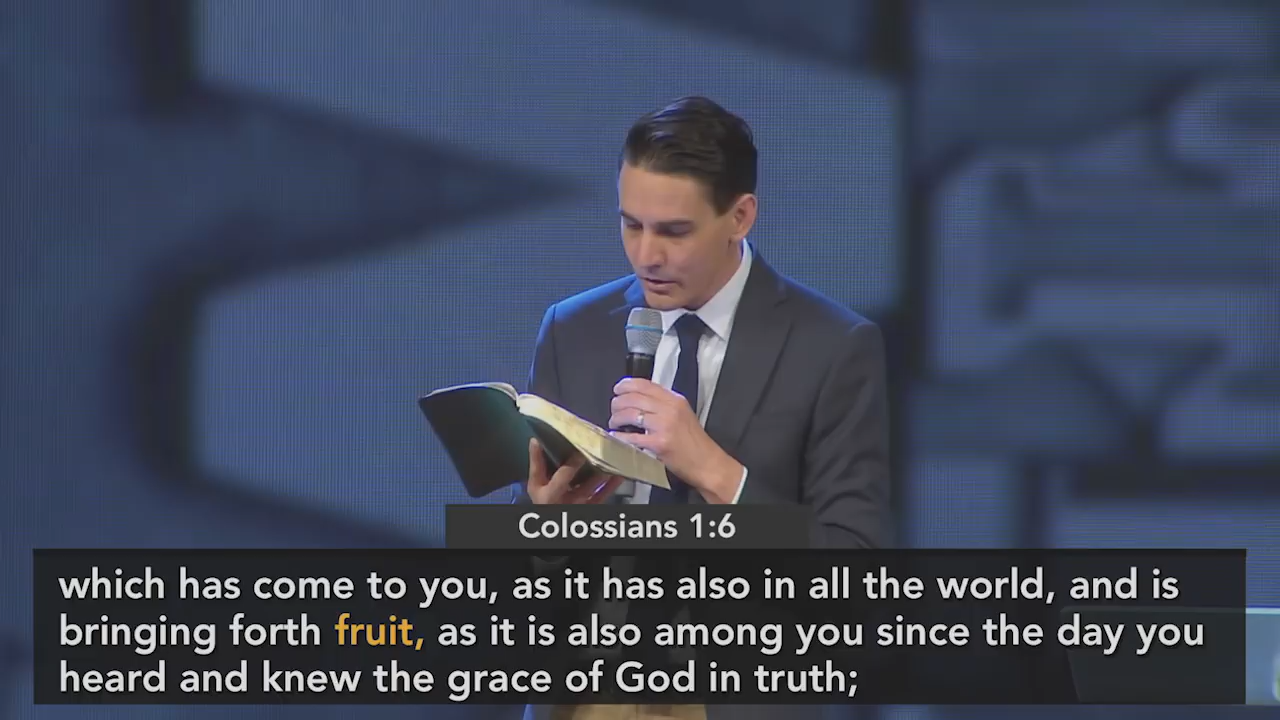 Colossians 1:6
which has come to you, as it has also in all the world, and is
bringing forth fruit, as it is also among you since the day you
heard and knew the grace of God in truth;